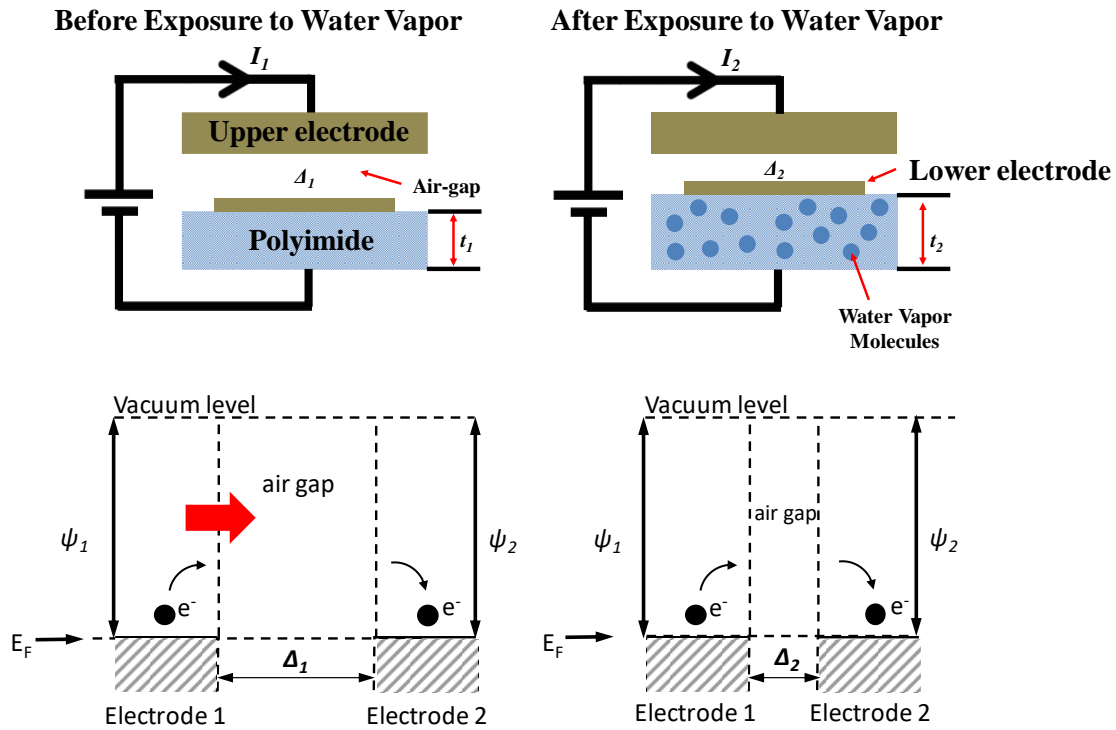 Before Exposure to Water Vapor
I1
Upper electrode
Δ1
Air-gap
Polyimide
t1
After Exposure to Water Vapor
I2
Δ2
Lower electrode
t2
Water Vapor
Molecules
Vacuum level
air gap
ψ1
ψ2
e-
e-
EF
Δ1
Electrode 1
Electrode 2
Vacuum level
air gap
ψ1
ψ2
e-
e-
EF
Δ2
Electrode 1
Electrode 2